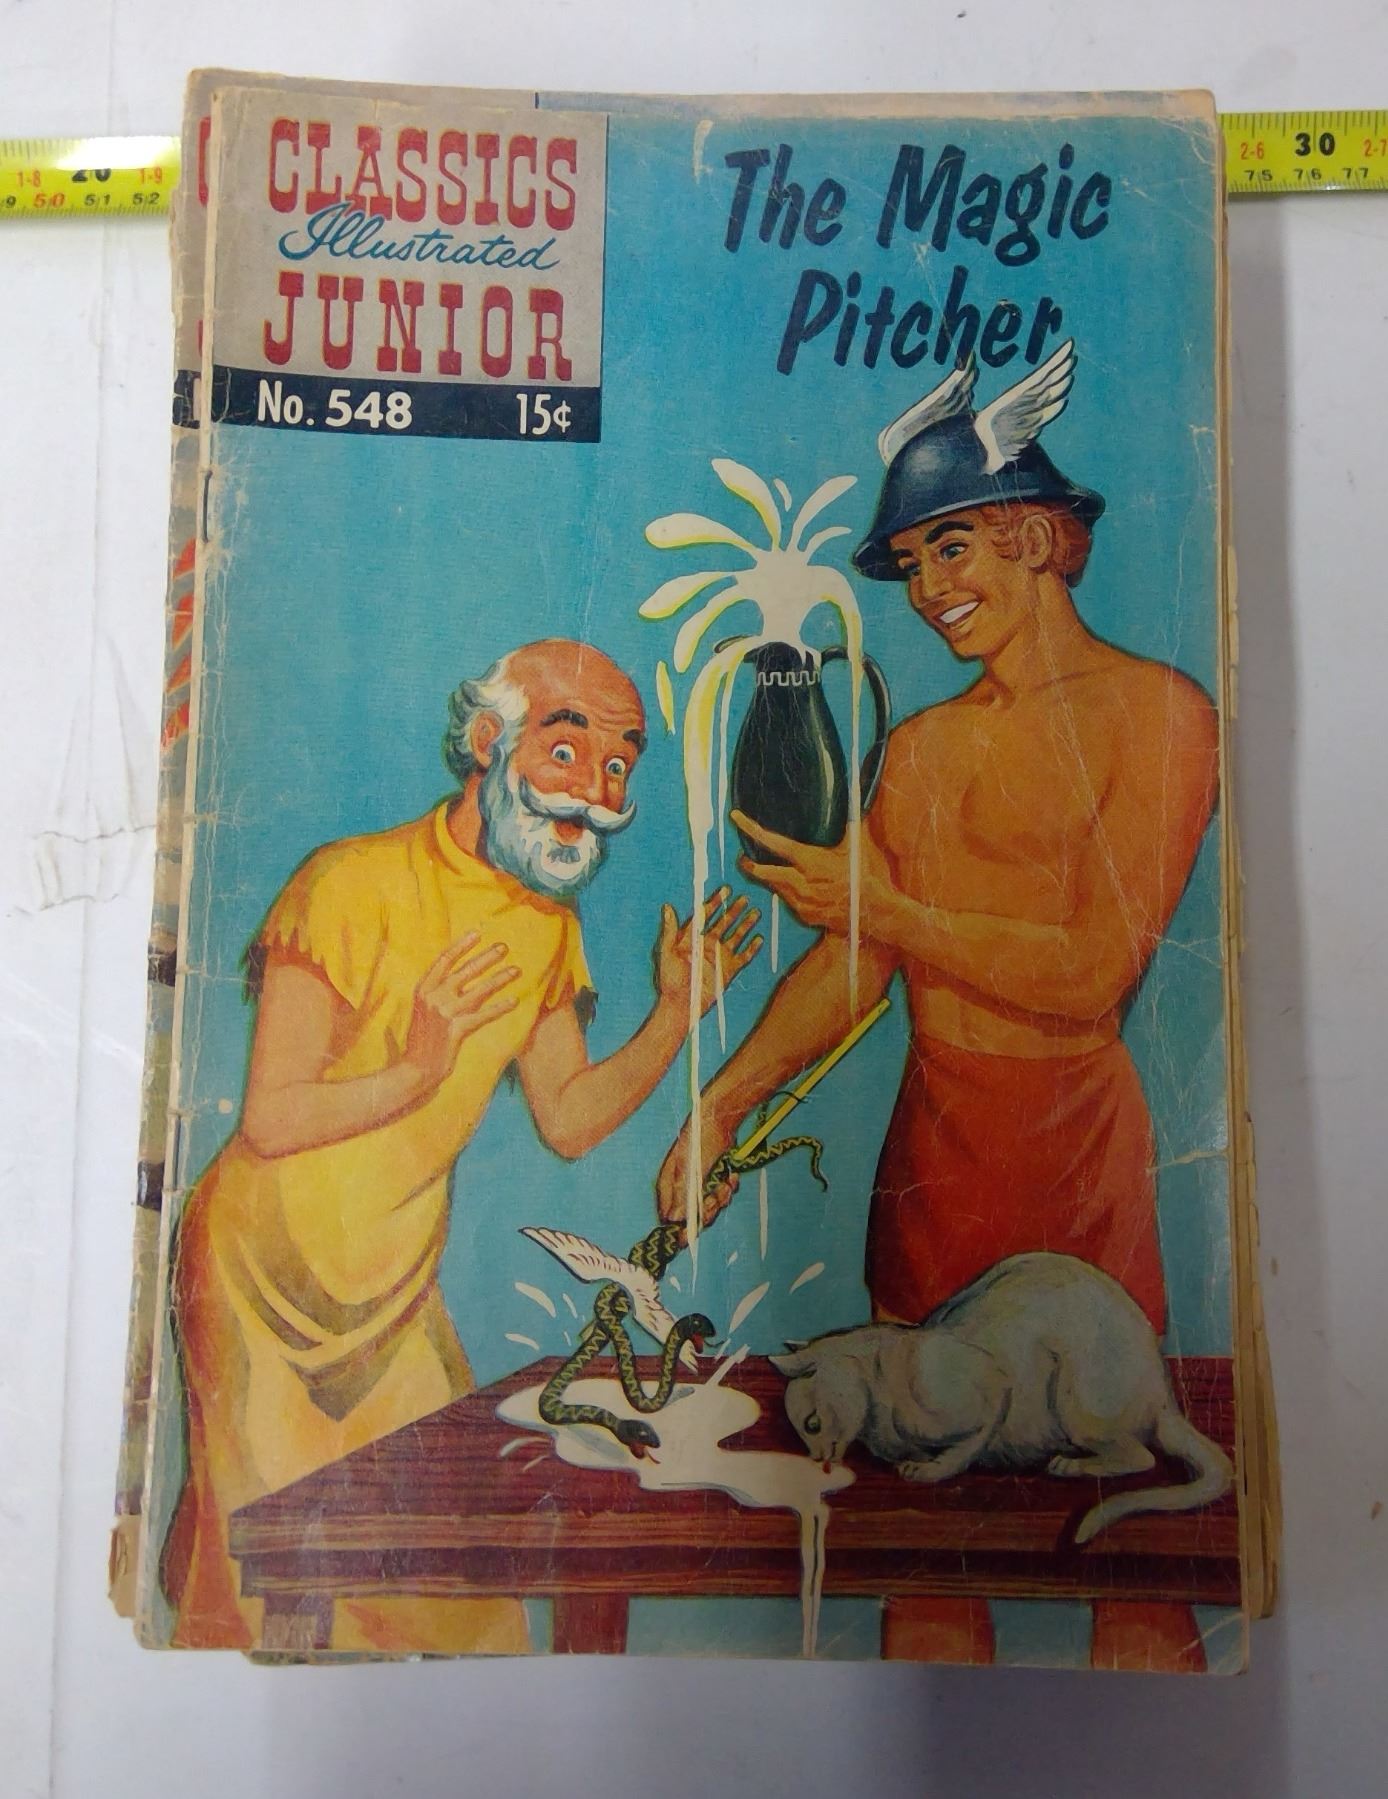 CLASSICS
Illustrated
JUNIOR
No. 548 15¢
The Magic
Pitcher
1-8 20 1-9
9 50 51 52
2-6 30 2-7
75 76 77